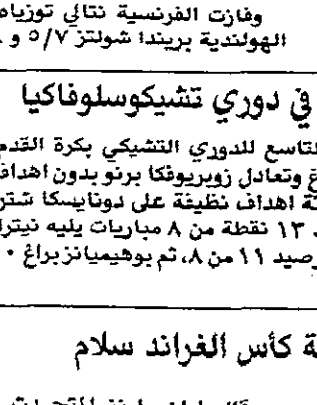 وفازت الفرنسية نتالي توزيا
الهولندية بريندا شولتز ٥/٧ و
في دوري تشيكوسلوفاكيا
التاسع للدوري التشيكي بكرة القدم
وتعادل زوبريوفكا برنو بدون اهداف
اهداف نظيفة على دونايسكا شتر
١٣ نقطة من ٨ مباريات يليه نيترا
رصيد ١١ من ٨، ثم بوهيميانز براغ ٠
كأس الغراند سلام